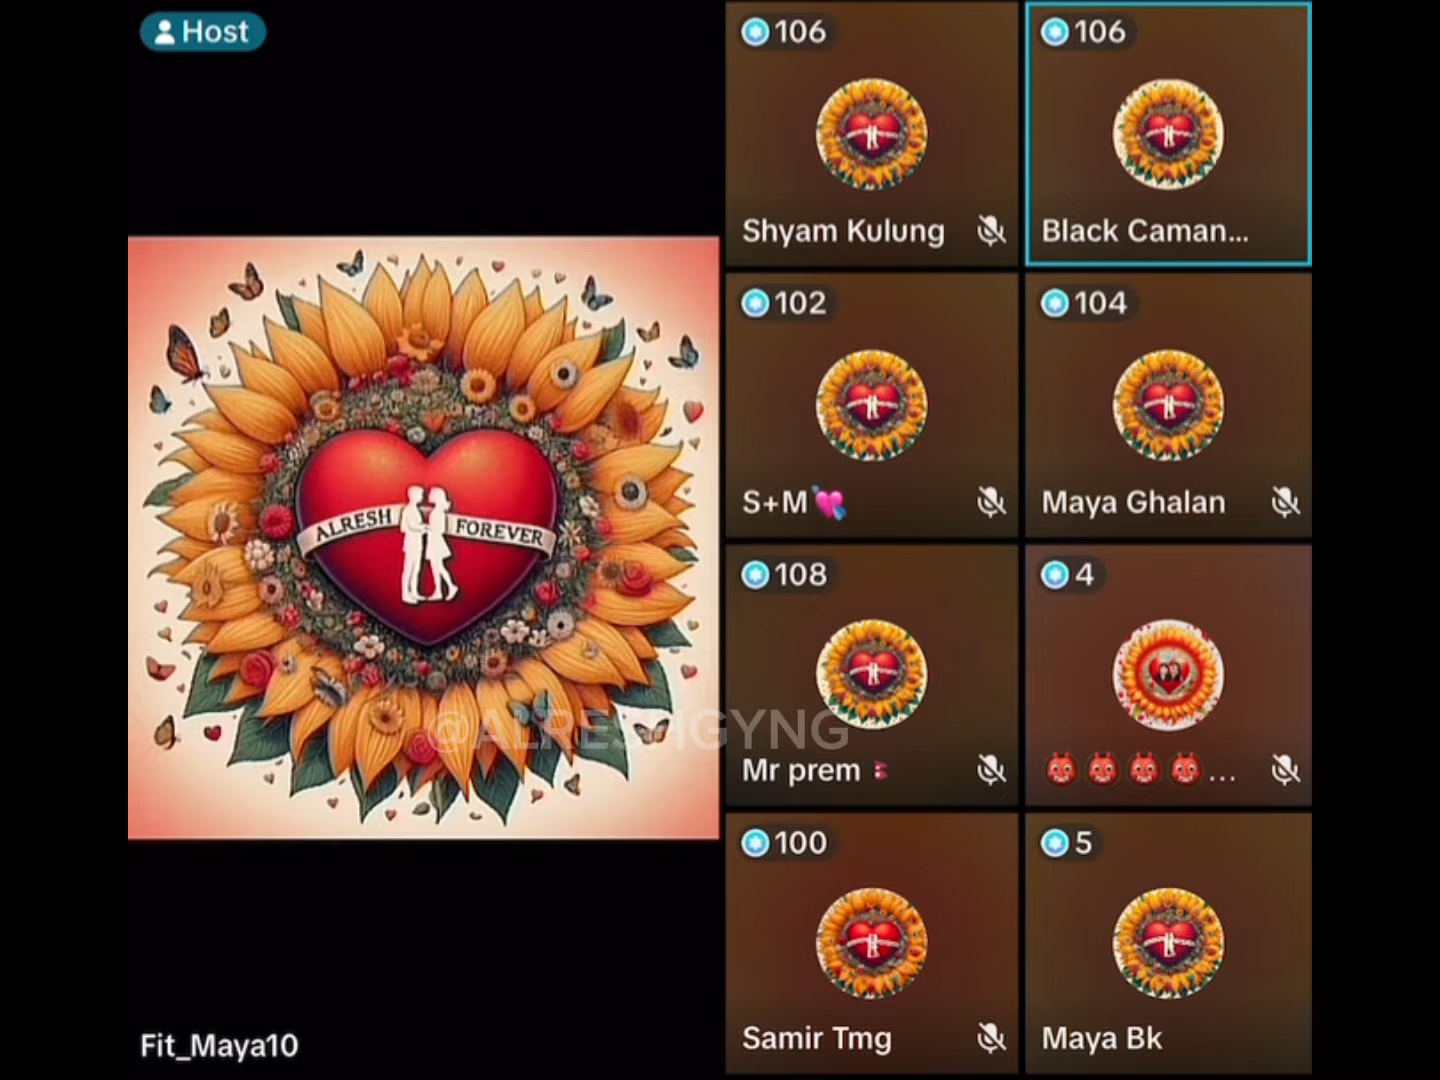 Host
ALRESH FOREVER
@ALRESHGYNG
Fit_Maya10
106
Shyam Kulung
106
Black Caman...
102
S+M💘
104
Maya Ghalan
108
Mr prem 🇳🇵
4
👹👹👹👹...
100
Samir Tmg
5
Maya Bk